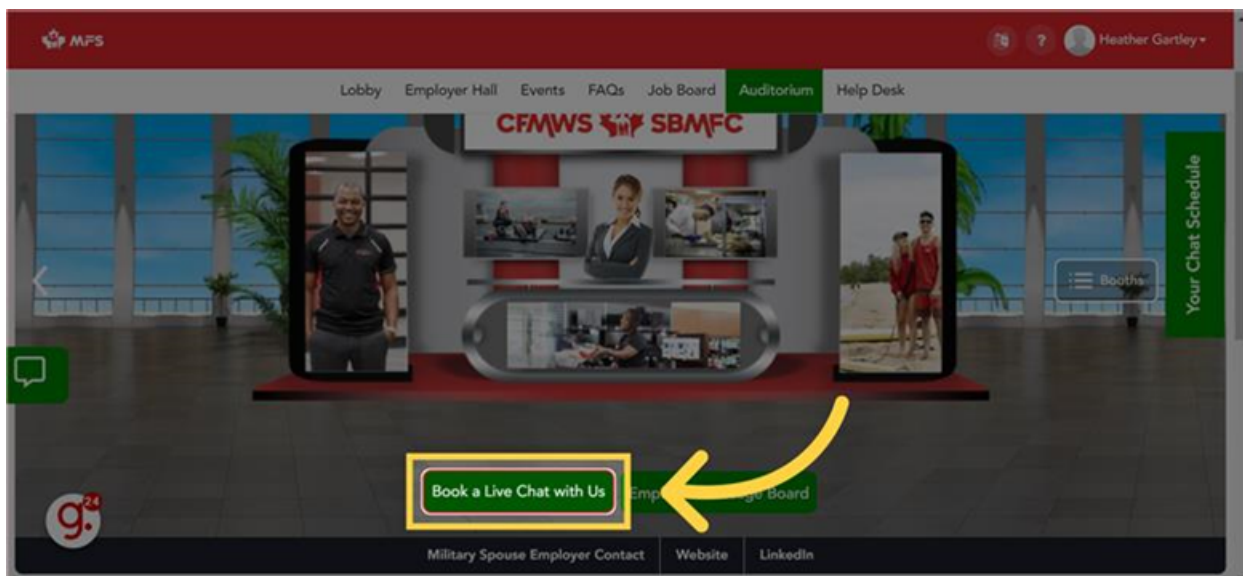 MFS
? Heather Gartley
Lobby Employer Hall Events FAQs Job Board Auditorium Help Desk
CFMWS SBMFC
Your Chat Schedule
Booths
Book a Live Chat with Us
Board
g. 24
Military Spouse Employer Contact Website LinkedIn